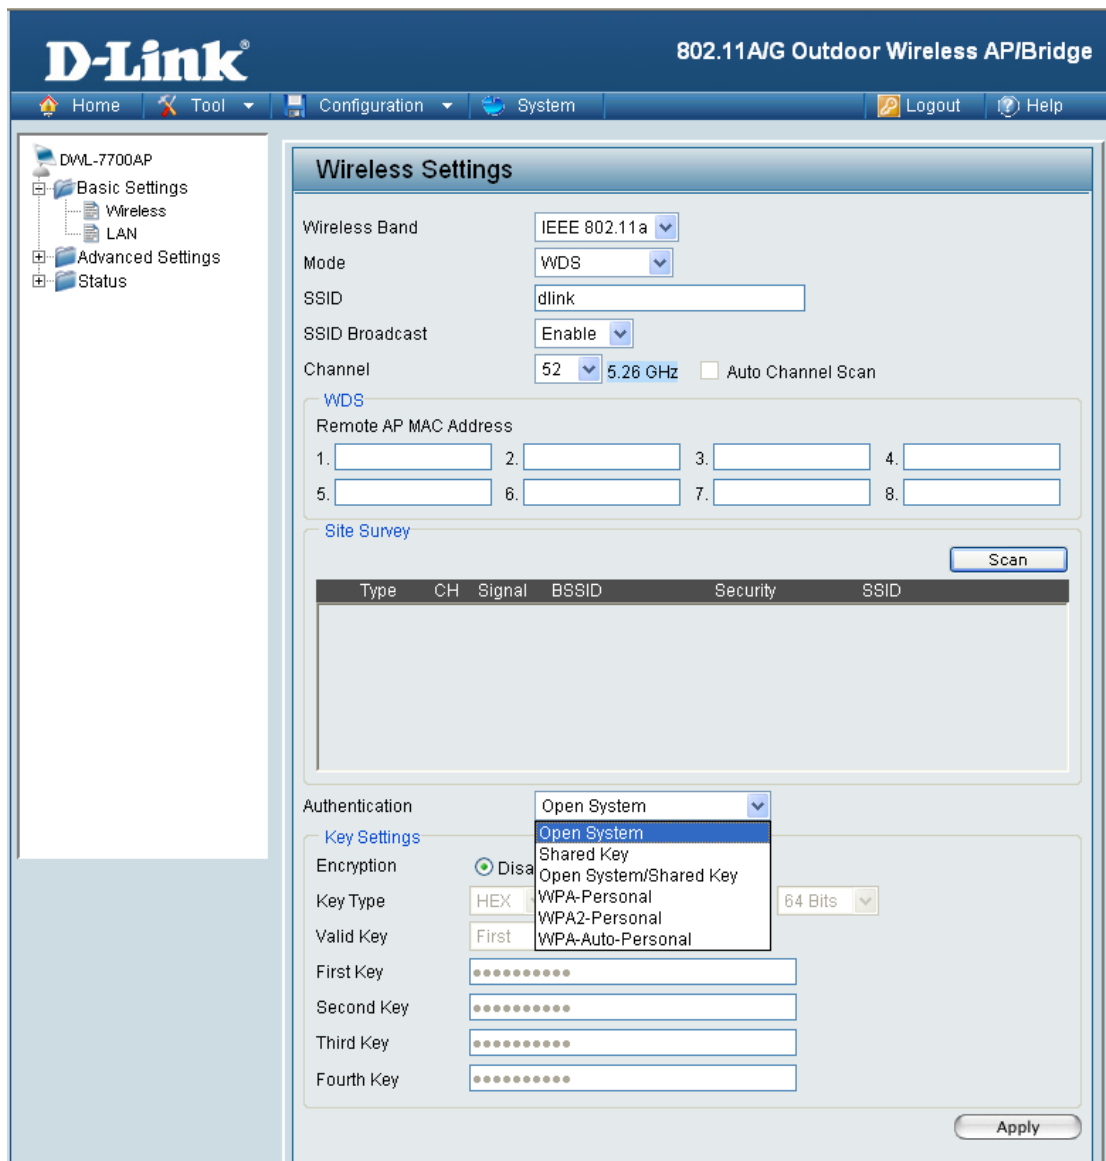 D-Link®
802.11A/G Outdoor Wireless AP/Bridge
Home Tool Configuration System Logout Help
DWL-7700AP
Basic Settings
Wireless
LAN
Advanced Settings
Status
Wireless Settings
Wireless Band IEEE 802.11a
Mode WDS
SSID dlink
SSID Broadcast Enable
Channel 52 5.26 GHz Auto Channel Scan
WDS
Remote AP MAC Address
1. 2. 3. 4.
5. 6. 7. 8.
Site Survey
Scan
Type CH Signal BSSID Security SSID
Authentication Open System
Open System
Shared Key
Open System/Shared Key
WPA-Personal
WPA2-Personal
WPA-Auto-Personal
Key Settings
Encryption Disa
Key Type HEX 64 Bits
Valid Key First
First Key ●●●●●●●●●●
Second Key ●●●●●●●●●●
Third Key ●●●●●●●●●●
Fourth Key ●●●●●●●●●●
Apply